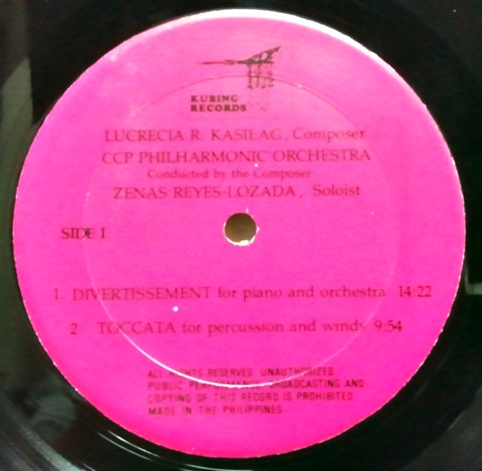 KUBING
RECORDS
LUCRECIA R. KASILAG, Composer
CCP PHILHARMONIC ORCHESTRA
Conducted by the Composer
ZENAS REYES-LOZADA, Soloist
SIDE 1
1 DIVERTISSEMENT for piano and orchestra 14:22
2 TOCCATA for percussion and winds 9:54
ALL RIGHTS RESERVED. UNAUTHORIZED
PUBLIC PERFORMANCE, BROADCASTING AND
COPYING OF THIS RECORD IS PROHIBITED.
MADE IN THE PHILIPPINES